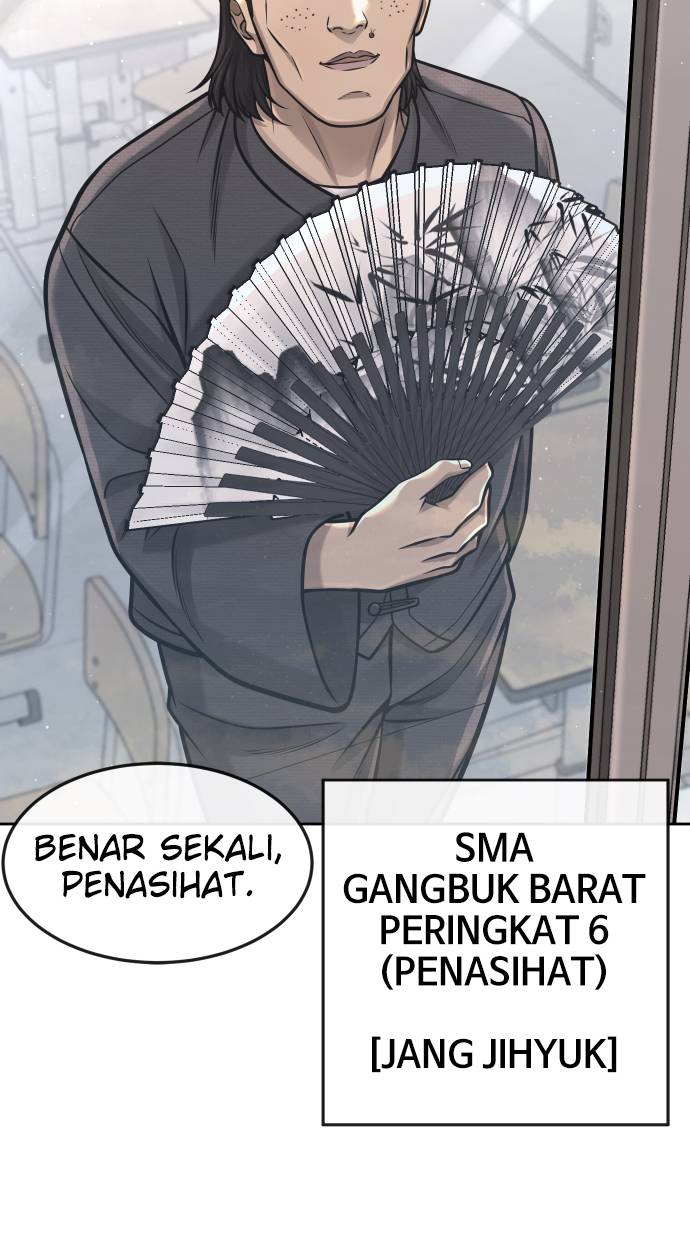 BENAR SEKALI,
PENASIHAT.
SMA
GANGBUK BARAT
PERINGKAT 6
(PENASIHAT)
[JANG JIHYUK]